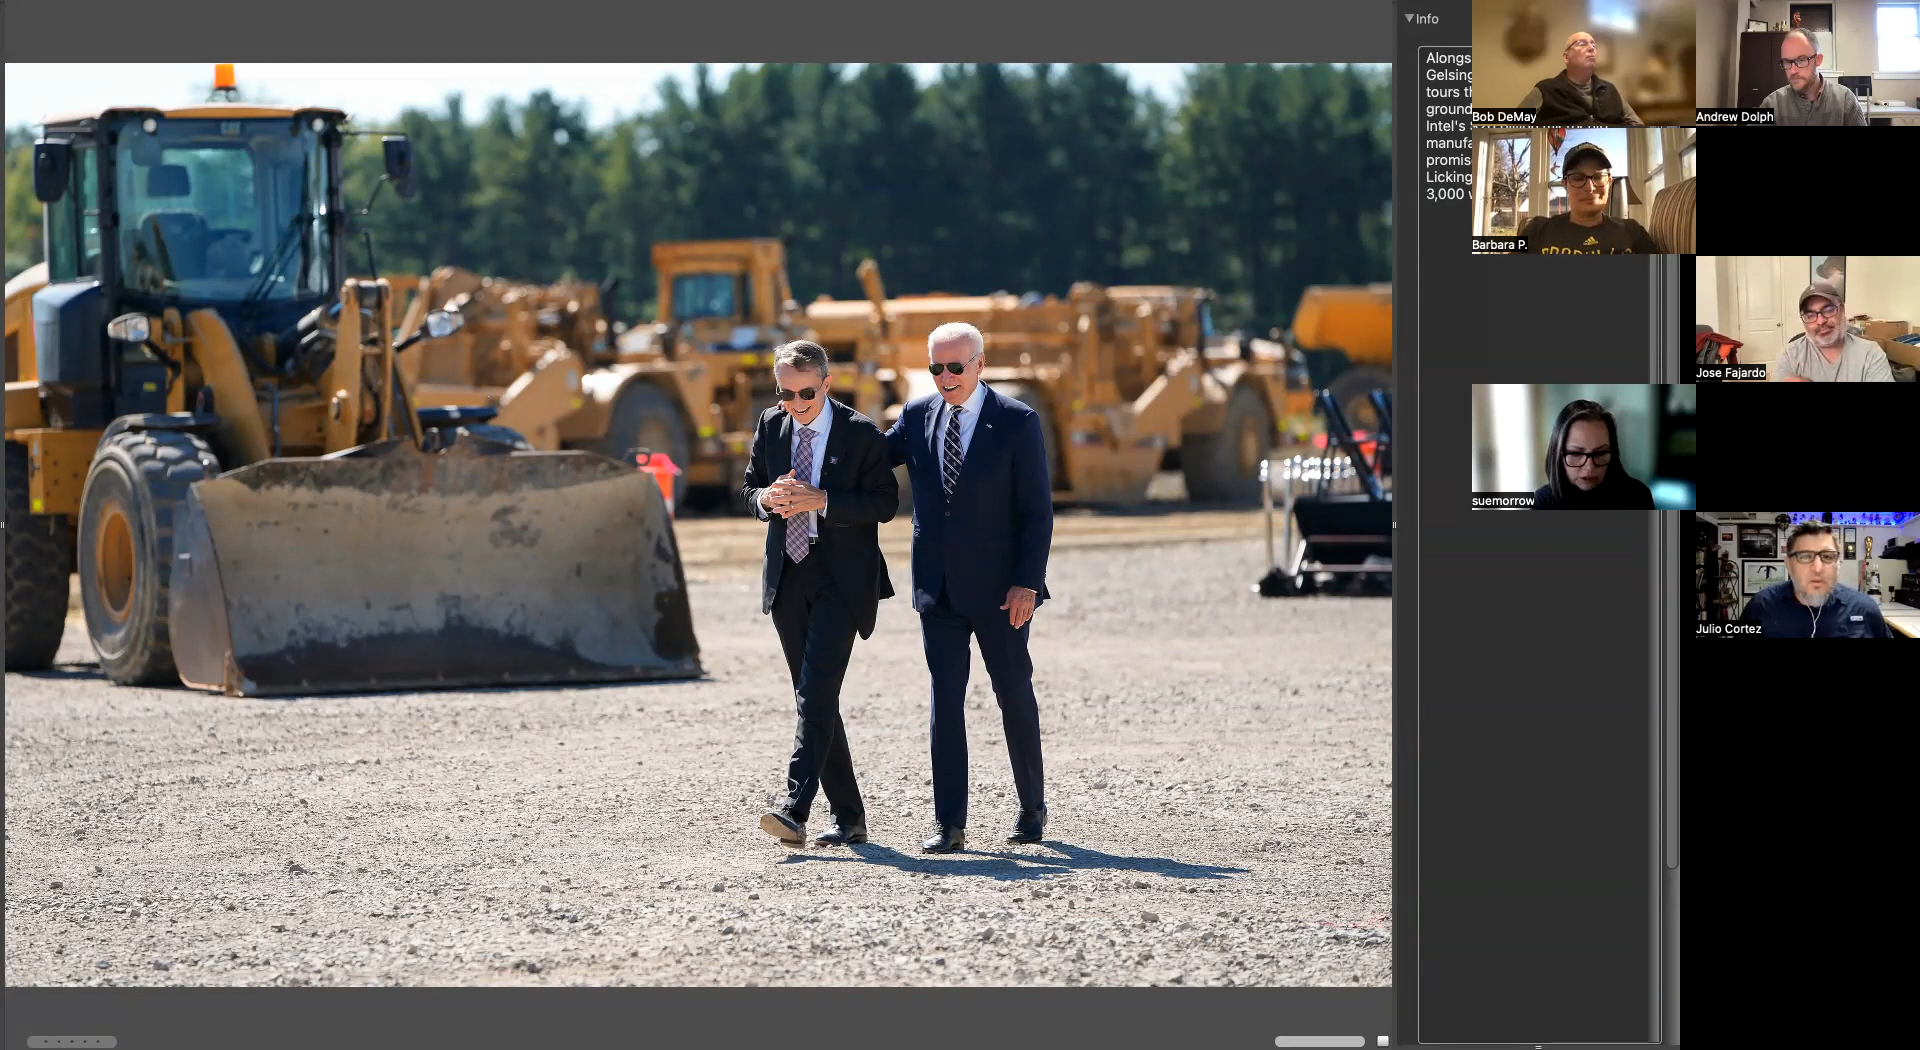 Info
Alongs
Gelsing
tours th
ground
Intel's
manufa
promis
Licking
3,000
Bob DeMay
Andrew Dolph
Barbara P.
Jose Fajardo
suemorrow
Julio Cortez